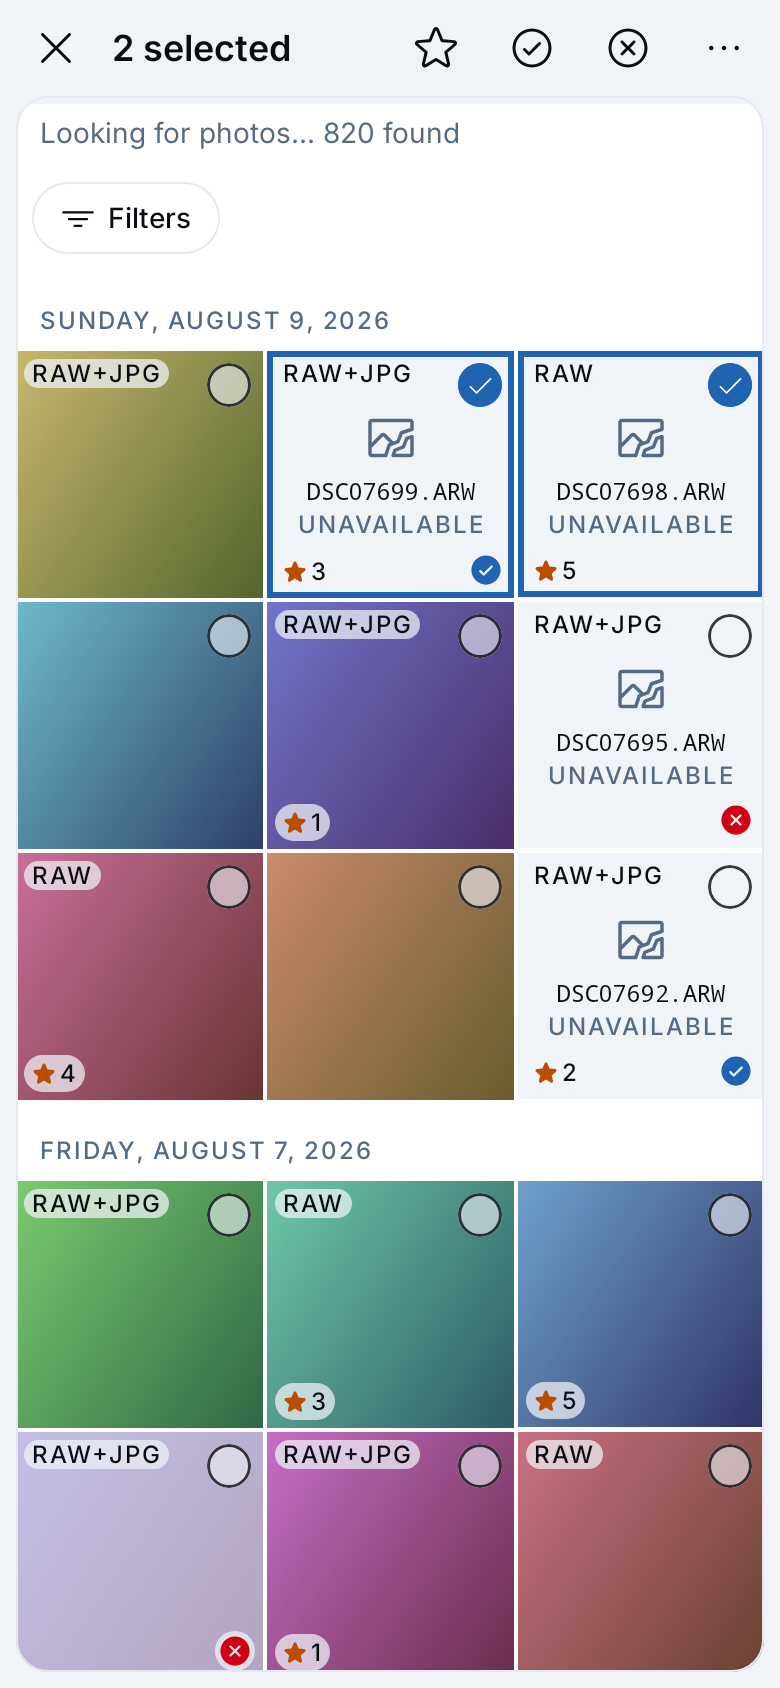 2 selected
Looking for photos... 820 found
Filters
SUNDAY, AUGUST 9, 2026
RAW+JPG
RAW+JPG
DSC07699.ARW
UNAVAILABLE
3
RAW
DSC07698.ARW
UNAVAILABLE
5
RAW+JPG
1
RAW+JPG
DSC07695.ARW
UNAVAILABLE
RAW
4
RAW+JPG
DSC07692.ARW
UNAVAILABLE
2
FRIDAY, AUGUST 7, 2026
RAW+JPG
RAW
3
5
RAW+JPG
RAW+JPG
1
RAW